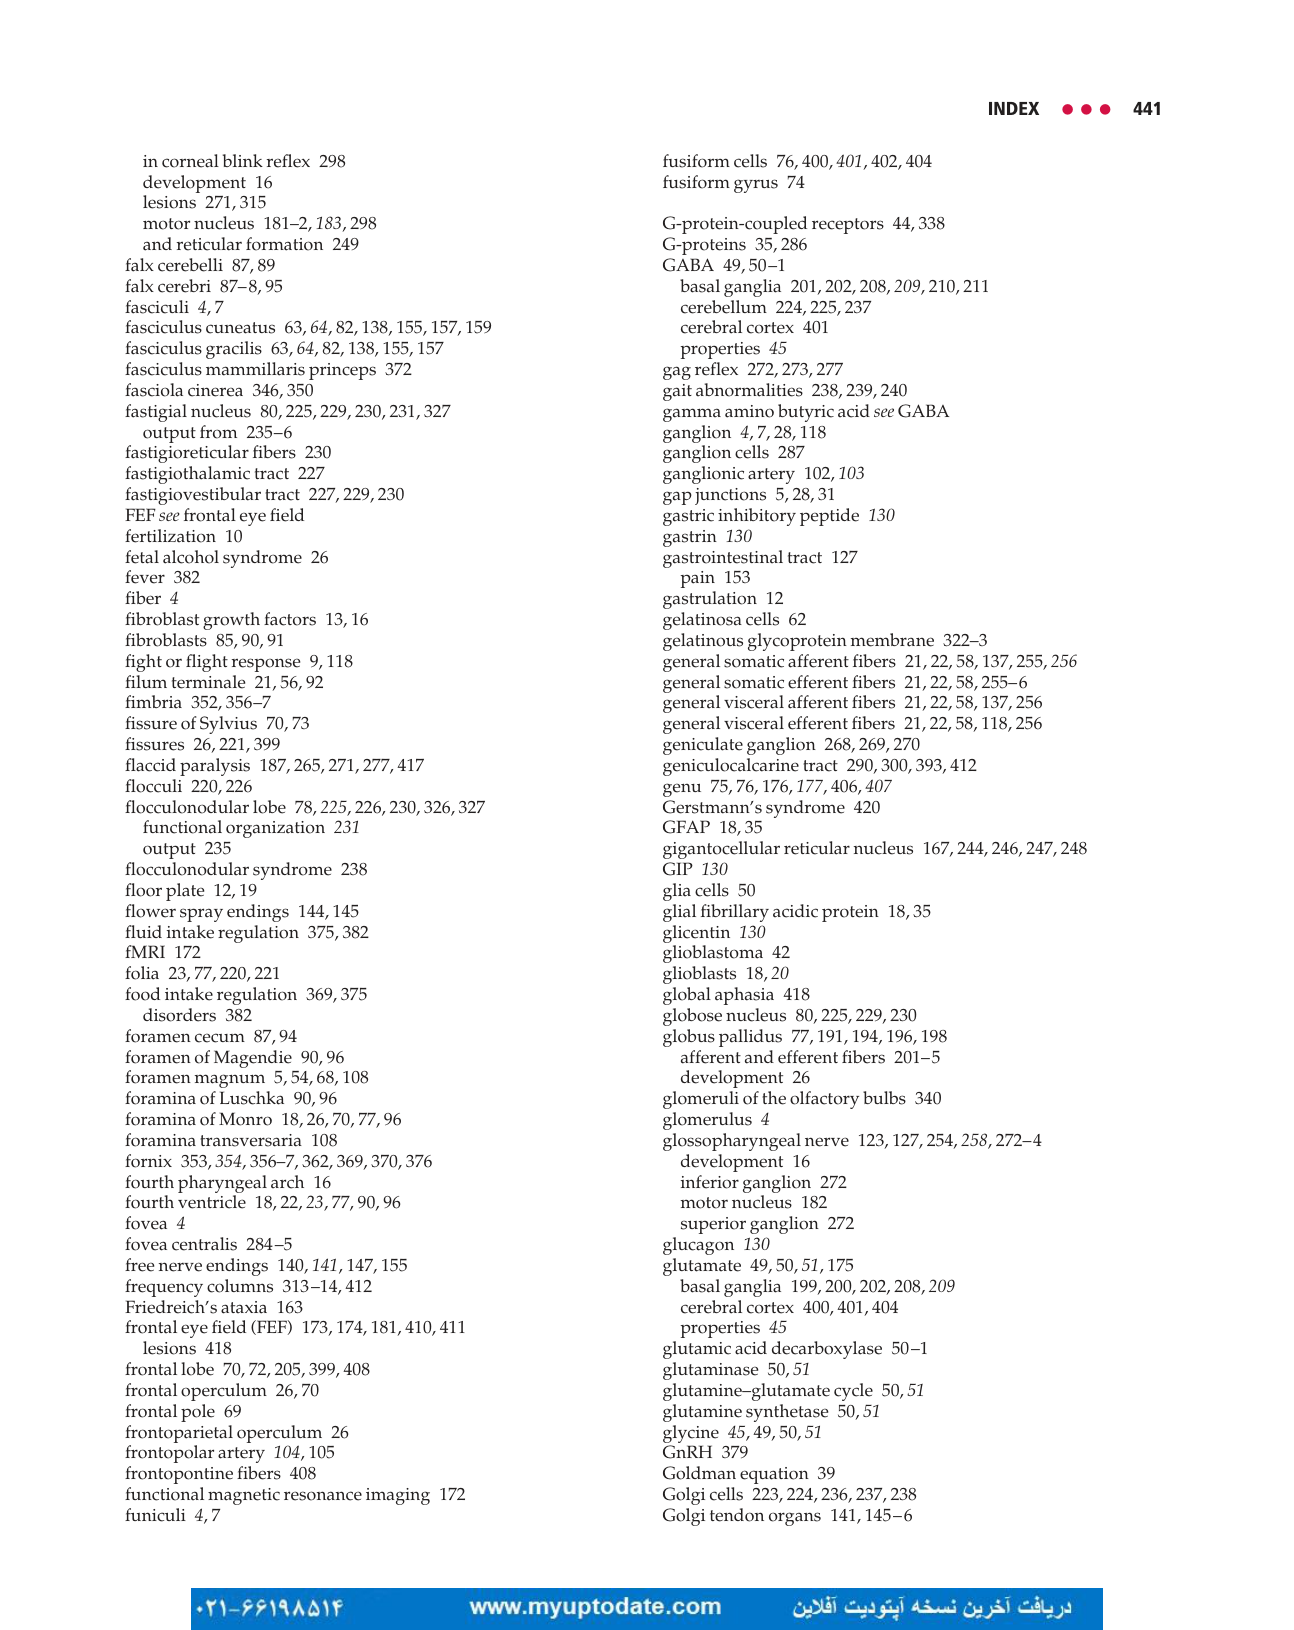 INDEX ● ● ● 441
in corneal blink reflex 298
development 16
lesions 271, 315
motor nucleus 181–2, 183, 298
and reticular formation 249
falx cerebelli 87, 89
falx cerebri 87–8, 95
fasciculi 4, 7
fasciculus cuneatus 63, 64, 82, 138, 155, 157, 159
fasciculus gracilis 63, 64, 82, 138, 155, 157
fasciculus mammillaris princeps 372
fasciola cinerea 346, 350
fastigial nucleus 80, 225, 229, 230, 231, 327
output from 235–6
fastigioreticular fibers 230
fastigiothalamic tract 227
fastigiovestibular tract 227, 229, 230
FEF see frontal eye field
fertilization 10
fetal alcohol syndrome 26
fever 382
fiber 4
fibroblast growth factors 13, 16
fibroblasts 85, 90, 91
fight or flight response 9, 118
filum terminale 21, 56, 92
fimbria 352, 356–7
fissure of Sylvius 70, 73
fissures 26, 221, 399
flaccid paralysis 187, 265, 271, 277, 417
flocculi 220, 226
flocculonodular lobe 78, 225, 226, 230, 326, 327
functional organization 231
output 235
flocculonodular syndrome 238
floor plate 12, 19
flower spray endings 144, 145
fluid intake regulation 375, 382
fMRI 172
folia 23, 77, 220, 221
food intake regulation 369, 375
disorders 382
foramen cecum 87, 94
foramen of Magendie 90, 96
foramen magnum 5, 54, 68, 108
foramina of Luschka 90, 96
foramina of Monro 18, 26, 70, 77, 96
foramina transversaria 108
fornix 353, 354, 356–7, 362, 369, 370, 376
fourth pharyngeal arch 16
fourth ventricle 18, 22, 23, 77, 90, 96
fovea 4
fovea centralis 284–5
free nerve endings 140, 141, 147, 155
frequency columns 313–14, 412
Friedreich's ataxia 163
frontal eye field (FEF) 173, 174, 181, 410, 411
lesions 418
frontal lobe 70, 72, 205, 399, 408
frontal operculum 26, 70
frontal pole 69
frontoparietal operculum 26
frontopolar artery 104, 105
frontopontine fibers 408
functional magnetic resonance imaging 172
funiculi 4, 7
fusiform cells 76, 400, 401, 402, 404
fusiform gyrus 74
G-protein-coupled receptors 44, 338
G-proteins 35, 286
GABA 49, 50–1
basal ganglia 201, 202, 208, 209, 210, 211
cerebellum 224, 225, 237
cerebral cortex 401
properties 45
gag reflex 272, 273, 277
gait abnormalities 238, 239, 240
gamma amino butyric acid see GABA
ganglion 4, 7, 28, 118
ganglion cells 287
ganglionic artery 102, 103
gap junctions 5, 28, 31
gastric inhibitory peptide 130
gastrin 130
gastrointestinal tract 127
pain 153
gastrulation 12
gelatinosa cells 62
gelatinous glycoprotein membrane 322–3
general somatic afferent fibers 21, 22, 58, 137, 255, 256
general somatic efferent fibers 21, 22, 58, 255–6
general visceral afferent fibers 21, 22, 58, 137, 256
general visceral efferent fibers 21, 22, 58, 118, 256
geniculate ganglion 268, 269, 270
geniculocalcarine tract 290, 300, 393, 412
genu 75, 76, 176, 177, 406, 407
Gerstmann's syndrome 420
GFAP 18, 35
gigantocellular reticular nucleus 167, 244, 246, 247, 248
GIP 130
glia cells 50
glial fibrillary acidic protein 18, 35
glicentin 130
glioblastoma 42
glioblasts 18, 20
global aphasia 418
globose nucleus 80, 225, 229, 230
globus pallidus 77, 191, 194, 196, 198
afferent and efferent fibers 201–5
development 26
glomeruli of the olfactory bulbs 340
glomerulus 4
glossopharyngeal nerve 123, 127, 254, 258, 272–4
development 16
inferior ganglion 272
motor nucleus 182
superior ganglion 272
glucagon 130
glutamate 49, 50, 51, 175
basal ganglia 199, 200, 202, 208, 209
cerebral cortex 400, 401, 404
properties 45
glutamic acid decarboxylase 50–1
glutaminase 50, 51
glutamine–glutamate cycle 50, 51
glutamine synthetase 50, 51
glycine 45, 49, 50, 51
GnRH 379
Goldman equation 39
Golgi cells 223, 224, 236, 237, 238
Golgi tendon organs 141, 145–6
۰۲۱-۶۶۱۹۸۵۱۴ www.myuptodate.com دریافت آخرین نسخه آپتودیت آفلاین